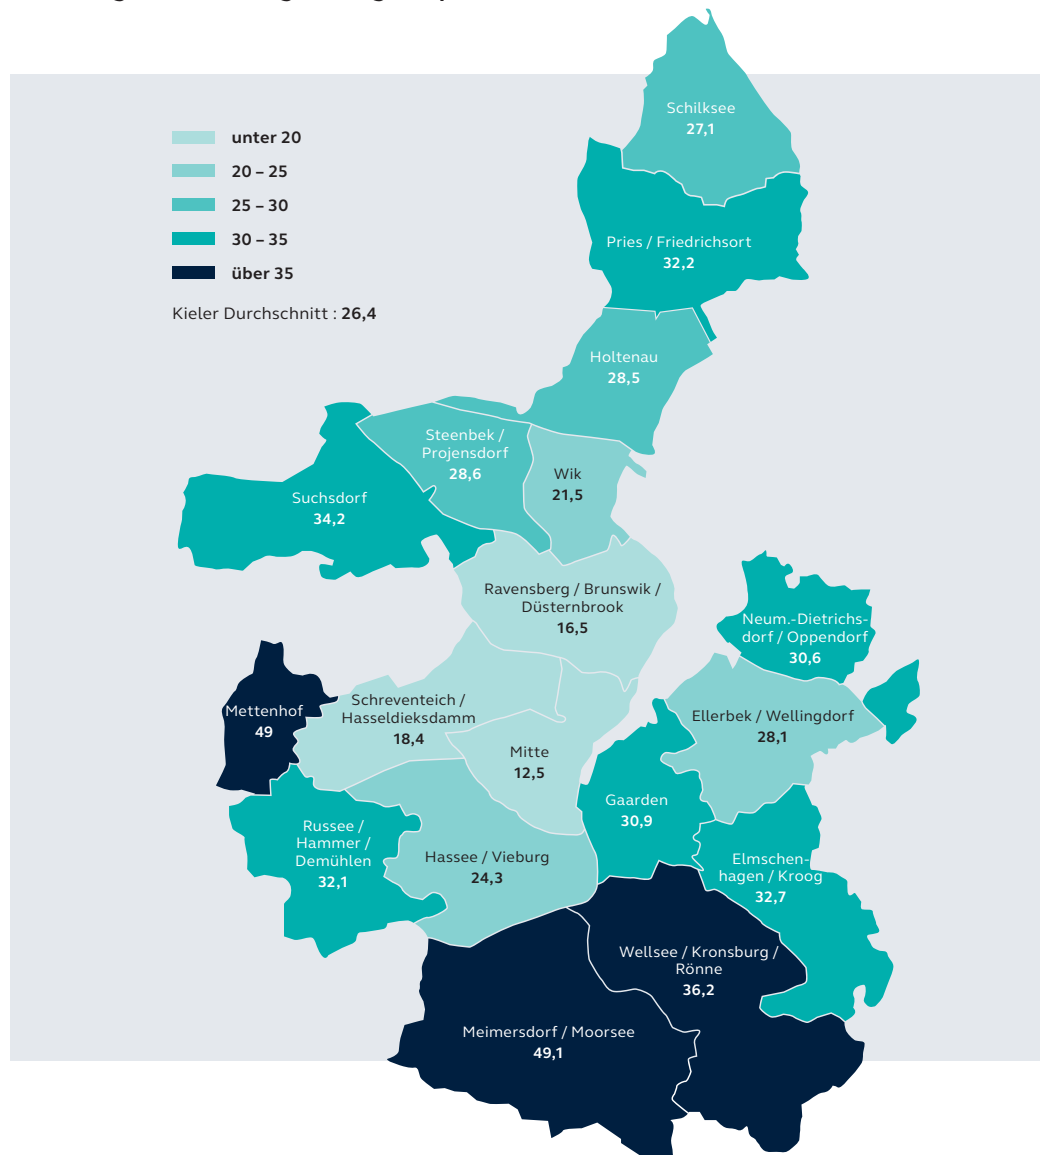 Schilksee
27,1
unter 20
20 – 25
25 – 30
30 – 35
über 35
Kieler Durchschnitt : 26,4
Pries / Friedrichsort
32,2
Holtenau
28,5
Steenbek /
Projensdorf
28,6
Wik
21,5
Suchsdorf
34,2
Ravensberg / Brunswik /
Düsternbrook
16,5
Neum.-Dietrichs-
dorf / Oppendorf
30,6
Mettenhof
49
Schreventeich /
Hasseldieksdamm
18,4
Ellerbek / Wellingdorf
28,1
Mitte
12,5
Gaarden
30,9
Russee /
Hammer /
Demühlen
32,1
Hassee / Vieburg
24,3
Elmschen-
hagen / Kroog
32,7
Wellsee / Kronsburg /
Rönne
36,2
Meimersdorf / Moorsee
49,1